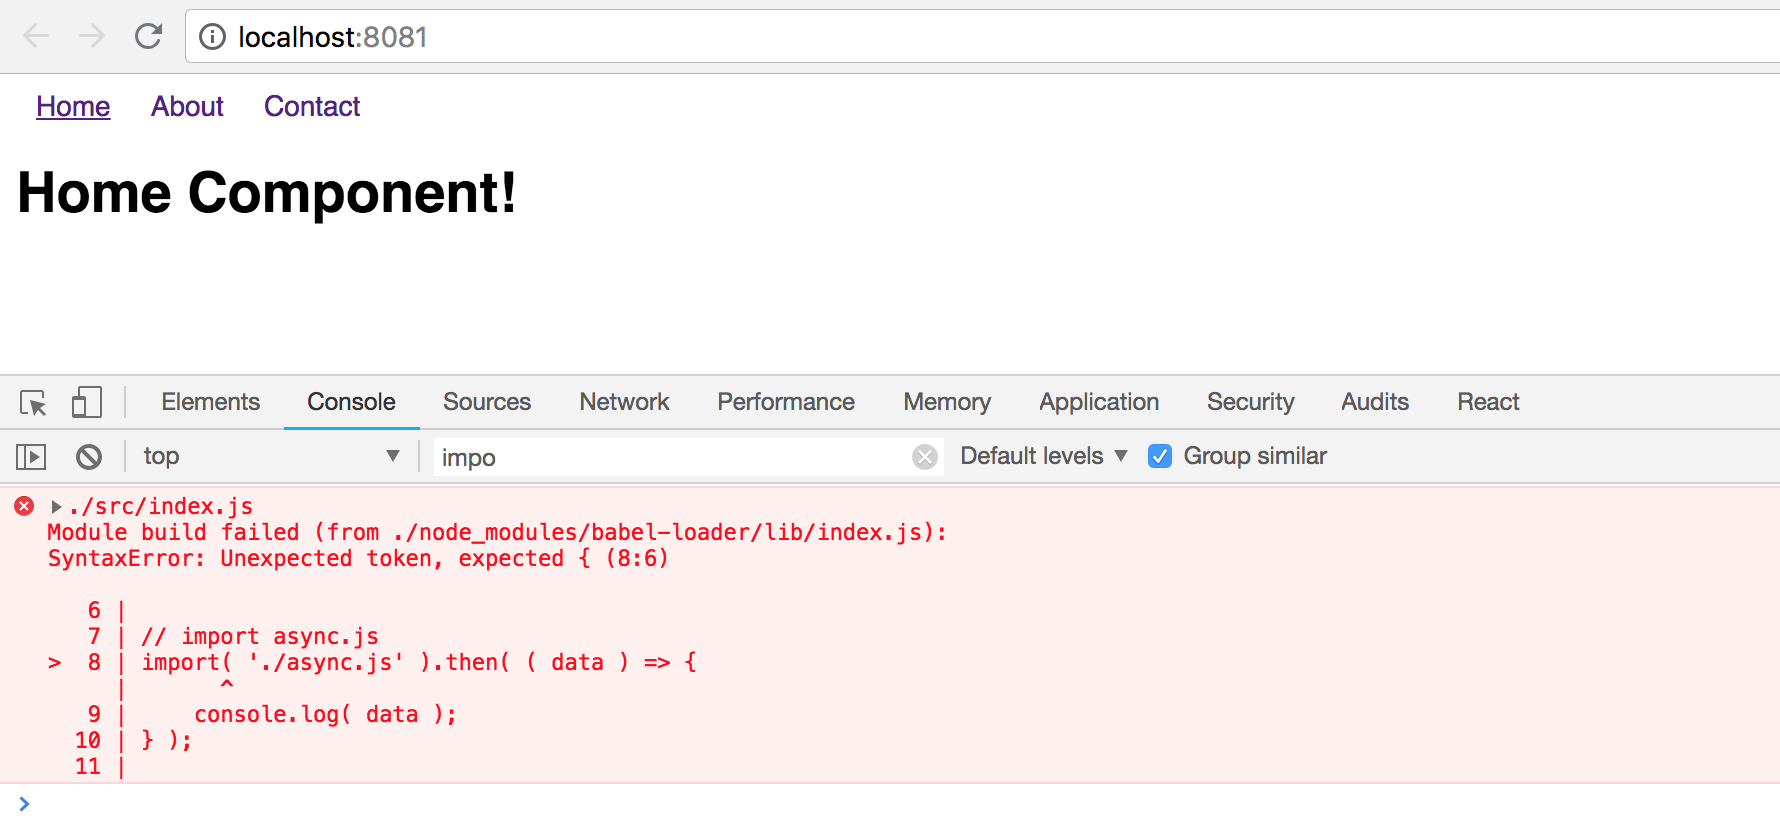 localhost:8081
Home About Contact
Home Component!
Elements Console Sources Network Performance Memory Application Security Audits React
top ▼ impo Default levels ▼ Group similar
./src/index.js
Module build failed (from ./node_modules/babel-loader/lib/index.js):
SyntaxError: Unexpected token, expected { (8:6)
6 |
7 | // import async.js
> 8 | import( './async.js' ).then( ( data ) => {
| ^
9 | console.log( data );
10 | } );
11 |
>